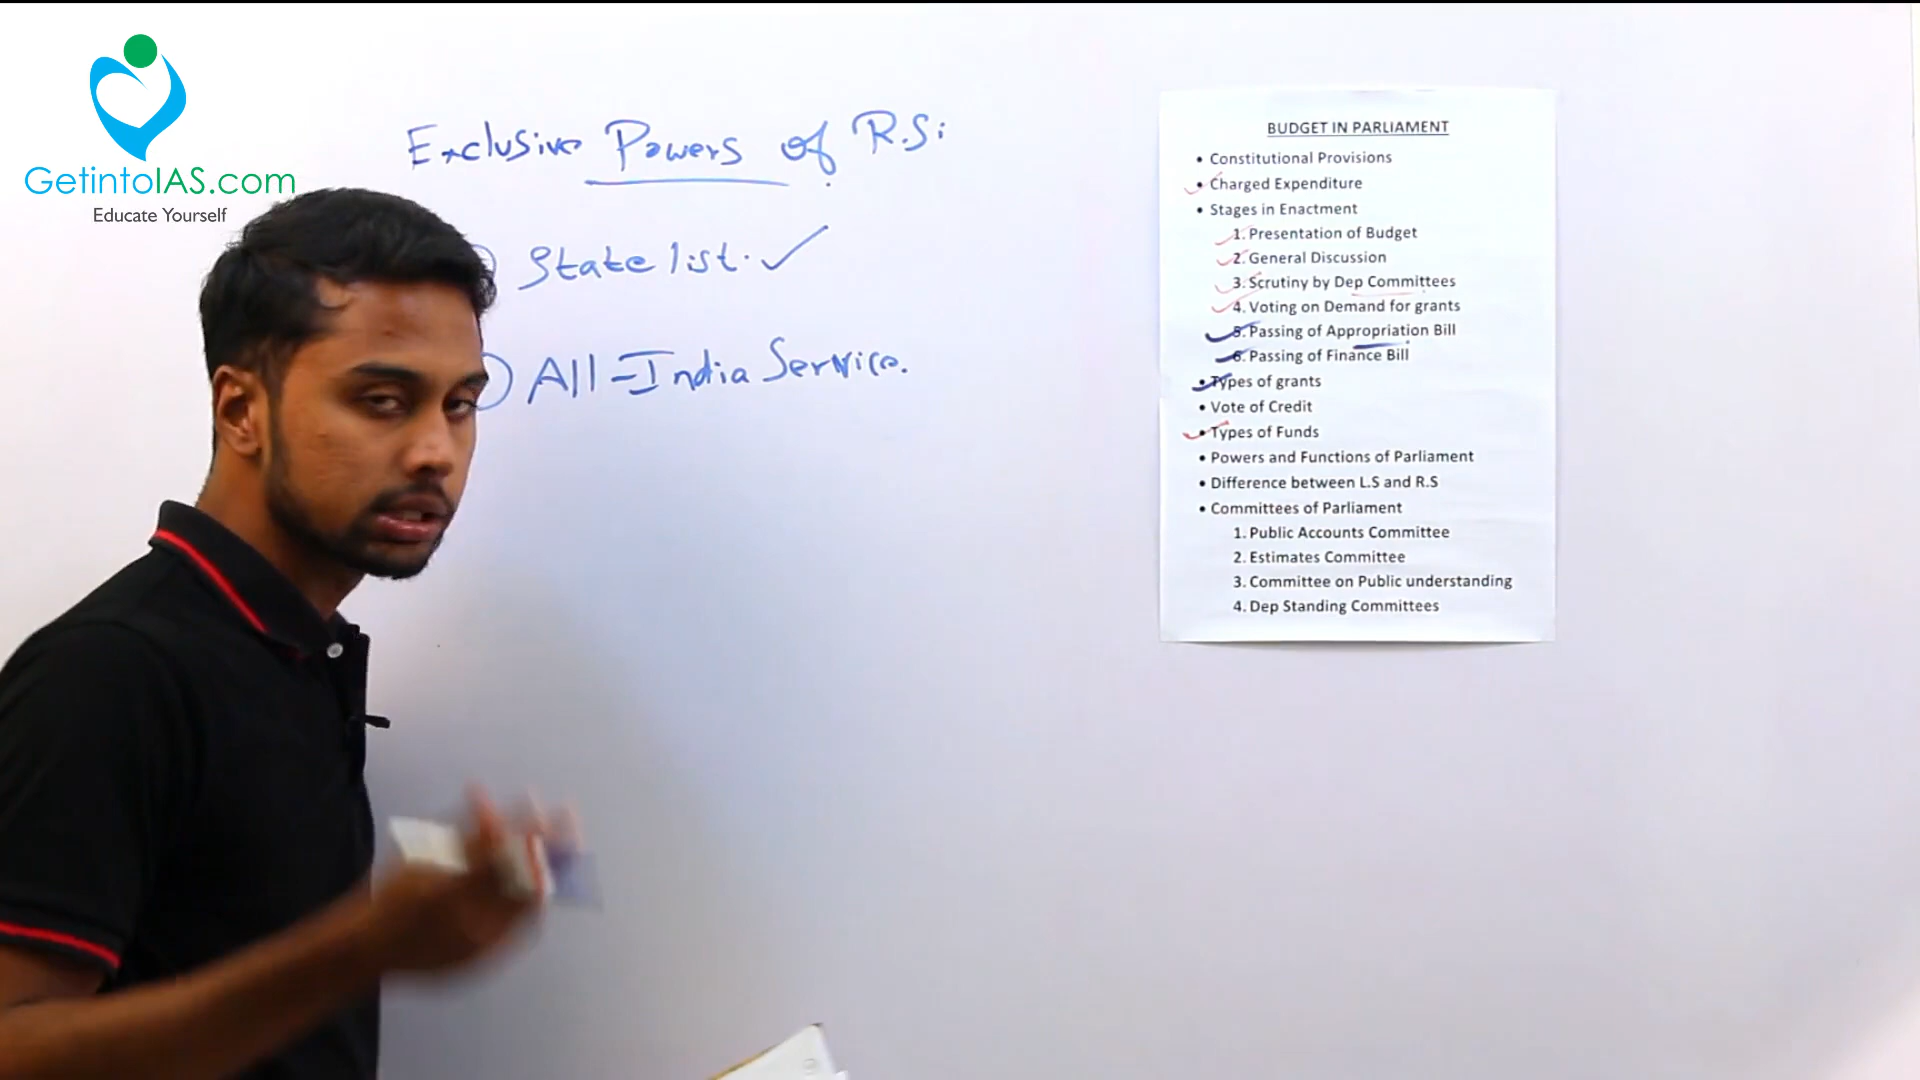 GetintoIAS.com
Educate Yourself
Exclusive Powers of R.S:
State list.
All-India Service.
BUDGET IN PARLIAMENT
• Constitutional Provisions
• Charged Expenditure
• Stages in Enactment
1. Presentation of Budget
2. General Discussion
3. Scrutiny by Dep Committees
4. Voting on Demand for grants
5. Passing of Appropriation Bill
6. Passing of Finance Bill
• Types of grants
• Vote of Credit
• Types of Funds
• Powers and Functions of Parliament
• Difference between L.S and R.S
• Committees of Parliament
1. Public Accounts Committee
2. Estimates Committee
3. Committee on Public understanding
4. Dep Standing Committees